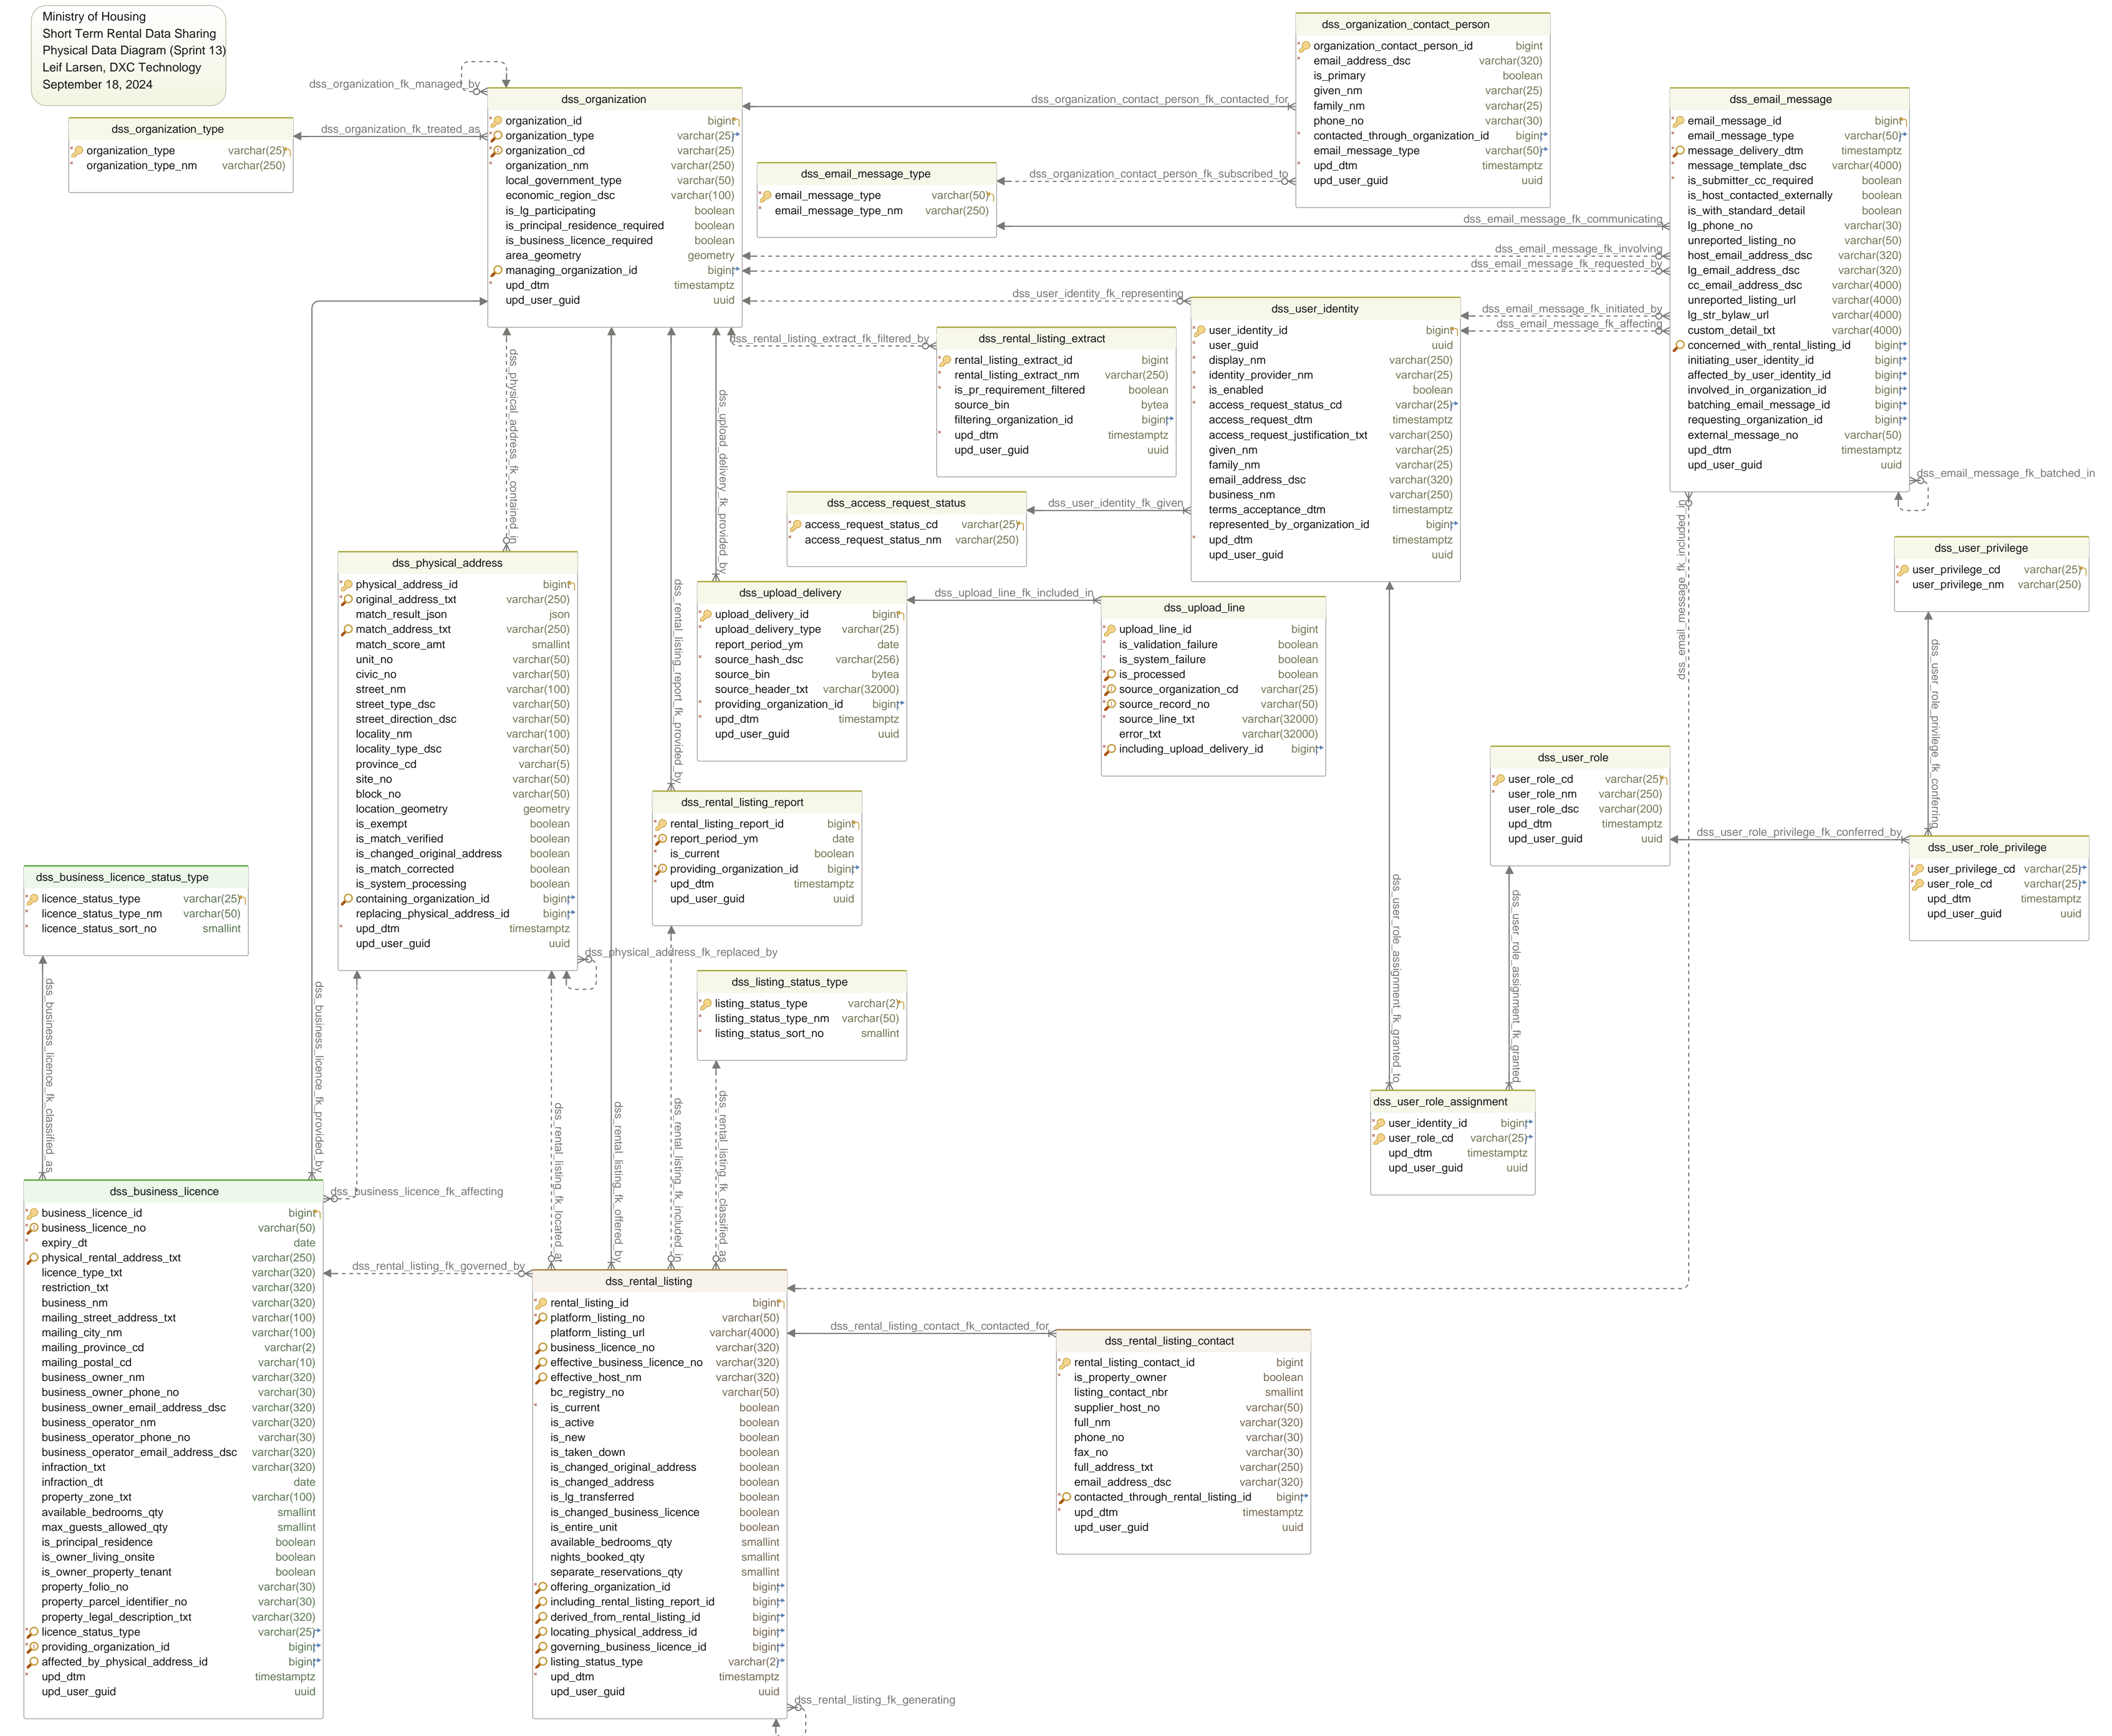 Ministry of Housing
Short Term Rental Data Sharing
Physical Data Diagram (Sprint 13)
Leif Larsen, DXC Technology
September 18, 2024
dss_organization_fk_managed_by
dss_organization_type
organization_type varchar(25)
organization_type_nm varchar(250)
dss_organization_fk_treated_as
dss_organization
organization_id bigint
organization_type varchar(25)
organization_cd varchar(25)
organization_nm varchar(250)
local_government_type varchar(50)
economic_region_dsc varchar(100)
is_lg_participating boolean
is_principal_residence_required boolean
is_business_licence_required boolean
area_geometry geometry
managing_organization_id bigint
upd_dtm timestamptz
upd_user_guid uuid
dss_organization_contact_person_fk_contacted_for
dss_organization_contact_person
organization_contact_person_id bigint
email_address_dsc varchar(320)
is_primary boolean
given_nm varchar(25)
family_nm varchar(25)
phone_no varchar(30)
contacted_through_organization_id bigint
email_message_type varchar(50)
upd_dtm timestamptz
upd_user_guid uuid
dss_email_message_type
email_message_type varchar(50)
email_message_type_nm varchar(250)
dss_organization_contact_person_fk_subscribed_to
dss_email_message_fk_communicating
dss_email_message_fk_involving
dss_email_message_fk_requested_by
dss_email_message
email_message_id bigint
email_message_type varchar(50)
message_delivery_dtm timestamptz
message_template_dsc varchar(4000)
is_submitter_cc_required boolean
is_host_contacted_externally boolean
is_with_standard_detail boolean
lg_phone_no varchar(30)
unreported_listing_no varchar(50)
host_email_address_dsc varchar(320)
lg_email_address_dsc varchar(320)
cc_email_address_dsc varchar(4000)
unreported_listing_url varchar(4000)
lg_str_bylaw_url varchar(4000)
custom_detail_txt varchar(4000)
concerned_with_rental_listing_id bigint
initiating_user_identity_id bigint
affected_by_user_identity_id bigint
involved_in_organization_id bigint
batching_email_message_id bigint
requesting_organization_id bigint
external_message_no varchar(50)
upd_dtm timestamptz
upd_user_guid uuid
dss_email_message_fk_batched_in
dss_email_message_fk_included_in
dss_user_identity_fk_representing
dss_email_message_fk_initiated_by
dss_email_message_fk_affecting
dss_user_identity
user_identity_id bigint
user_guid uuid
display_nm varchar(250)
identity_provider_nm varchar(25)
is_enabled boolean
access_request_status_cd varchar(25)
access_request_dtm timestamptz
access_request_justification_txt varchar(250)
given_nm varchar(25)
family_nm varchar(25)
email_address_dsc varchar(320)
business_nm varchar(250)
terms_acceptance_dtm timestamptz
represented_by_organization_id bigint
upd_dtm timestamptz
upd_user_guid uuid
dss_rental_listing_extract_fk_filtered_by
dss_rental_listing_extract
rental_listing_extract_id bigint
rental_listing_extract_nm varchar(250)
is_pr_requirement_filtered boolean
source_bin bytea
filtering_organization_id bigint
upd_dtm timestamptz
upd_user_guid uuid
dss_access_request_status
access_request_status_cd varchar(25)
access_request_status_nm varchar(250)
dss_user_identity_fk_given
dss_physical_address_fk_contained_in
dss_upload_delivery_fk_provided_by
dss_rental_listing_report_fk_provided_by
dss_physical_address
physical_address_id bigint
original_address_txt varchar(250)
match_result_json json
match_address_txt varchar(250)
match_score_amt smallint
unit_no varchar(50)
civic_no varchar(50)
street_nm varchar(100)
street_type_dsc varchar(50)
street_direction_dsc varchar(50)
locality_nm varchar(100)
locality_type_dsc varchar(50)
province_cd varchar(5)
site_no varchar(50)
block_no varchar(50)
location_geometry geometry
is_exempt boolean
is_match_verified boolean
is_changed_original_address boolean
is_match_corrected boolean
is_system_processing boolean
containing_organization_id bigint
replacing_physical_address_id bigint
upd_dtm timestamptz
upd_user_guid uuid
dss_physical_address_fk_replaced_by
dss_upload_delivery
upload_delivery_id bigint
upload_delivery_type varchar(25)
report_period_ym date
source_hash_dsc varchar(256)
source_bin bytea
source_header_txt varchar(32000)
providing_organization_id bigint
upd_dtm timestamptz
upd_user_guid uuid
dss_upload_line_fk_included_in
dss_upload_line
upload_line_id bigint
is_validation_failure boolean
is_system_failure boolean
is_processed boolean
source_organization_cd varchar(25)
source_record_no varchar(50)
source_line_txt varchar(32000)
error_txt varchar(32000)
including_upload_delivery_id bigint
dss_user_privilege
user_privilege_cd varchar(25)
user_privilege_nm varchar(250)
dss_user_role_privilege_fk_conferring
dss_user_role
user_role_cd varchar(25)
user_role_nm varchar(250)
user_role_dsc varchar(200)
upd_dtm timestamptz
upd_user_guid uuid
dss_user_role_privilege_fk_conferred_by
dss_user_role_privilege
user_privilege_cd varchar(25)
user_role_cd varchar(25)
upd_dtm timestamptz
upd_user_guid uuid
dss_rental_listing_report
rental_listing_report_id bigint
report_period_ym date
is_current boolean
providing_organization_id bigint
upd_dtm timestamptz
upd_user_guid uuid
dss_business_licence_status_type
licence_status_type varchar(25)
licence_status_type_nm varchar(50)
licence_status_sort_no smallint
dss_listing_status_type
listing_status_type varchar(2)
listing_status_type_nm varchar(50)
listing_status_sort_no smallint
dss_user_role_assignment_fk_granted_to
dss_user_role_assignment_fk_granted
dss_user_role_assignment
user_identity_id bigint
user_role_cd varchar(25)
upd_dtm timestamptz
upd_user_guid uuid
dss_business_licence_fk_classified_as
dss_business_licence_fk_provided_by
dss_business_licence_fk_affecting
dss_rental_listing_fk_located_at
dss_rental_listing_fk_offered_by
dss_rental_listing_fk_included_in
dss_rental_listing_fk_classified_as
dss_business_licence
business_licence_id bigint
business_licence_no varchar(50)
expiry_dt date
physical_rental_address_txt varchar(250)
licence_type_txt varchar(320)
restriction_txt varchar(320)
business_nm varchar(320)
mailing_street_address_txt varchar(100)
mailing_city_nm varchar(100)
mailing_province_cd varchar(2)
mailing_postal_cd varchar(10)
business_owner_nm varchar(320)
business_owner_phone_no varchar(30)
business_owner_email_address_dsc varchar(320)
business_operator_nm varchar(320)
business_operator_phone_no varchar(30)
business_operator_email_address_dsc varchar(320)
infraction_txt varchar(320)
infraction_dt date
property_zone_txt varchar(100)
available_bedrooms_qty smallint
max_guests_allowed_qty smallint
is_principal_residence boolean
is_owner_living_onsite boolean
is_owner_property_tenant boolean
property_folio_no varchar(30)
property_parcel_identifier_no varchar(30)
property_legal_description_txt varchar(320)
licence_status_type varchar(25)
providing_organization_id bigint
affected_by_physical_address_id bigint
upd_dtm timestamptz
upd_user_guid uuid
dss_rental_listing_fk_governed_by
dss_rental_listing
rental_listing_id bigint
platform_listing_no varchar(50)
platform_listing_url varchar(4000)
business_licence_no varchar(320)
effective_business_licence_no varchar(320)
effective_host_nm varchar(320)
bc_registry_no varchar(50)
is_current boolean
is_active boolean
is_new boolean
is_taken_down boolean
is_changed_original_address boolean
is_changed_address boolean
is_lg_transferred boolean
is_changed_business_licence boolean
is_entire_unit boolean
available_bedrooms_qty smallint
nights_booked_qty smallint
separate_reservations_qty smallint
offering_organization_id bigint
including_rental_listing_report_id bigint
derived_from_rental_listing_id bigint
locating_physical_address_id bigint
governing_business_licence_id bigint
listing_status_type varchar(2)
upd_dtm timestamptz
upd_user_guid uuid
dss_rental_listing_fk_generating
dss_rental_listing_contact_fk_contacted_for
dss_rental_listing_contact
rental_listing_contact_id bigint
is_property_owner boolean
listing_contact_nbr smallint
supplier_host_no varchar(50)
full_nm varchar(320)
phone_no varchar(30)
fax_no varchar(30)
full_address_txt varchar(250)
email_address_dsc varchar(320)
contacted_through_rental_listing_id bigint
upd_dtm timestamptz
upd_user_guid uuid